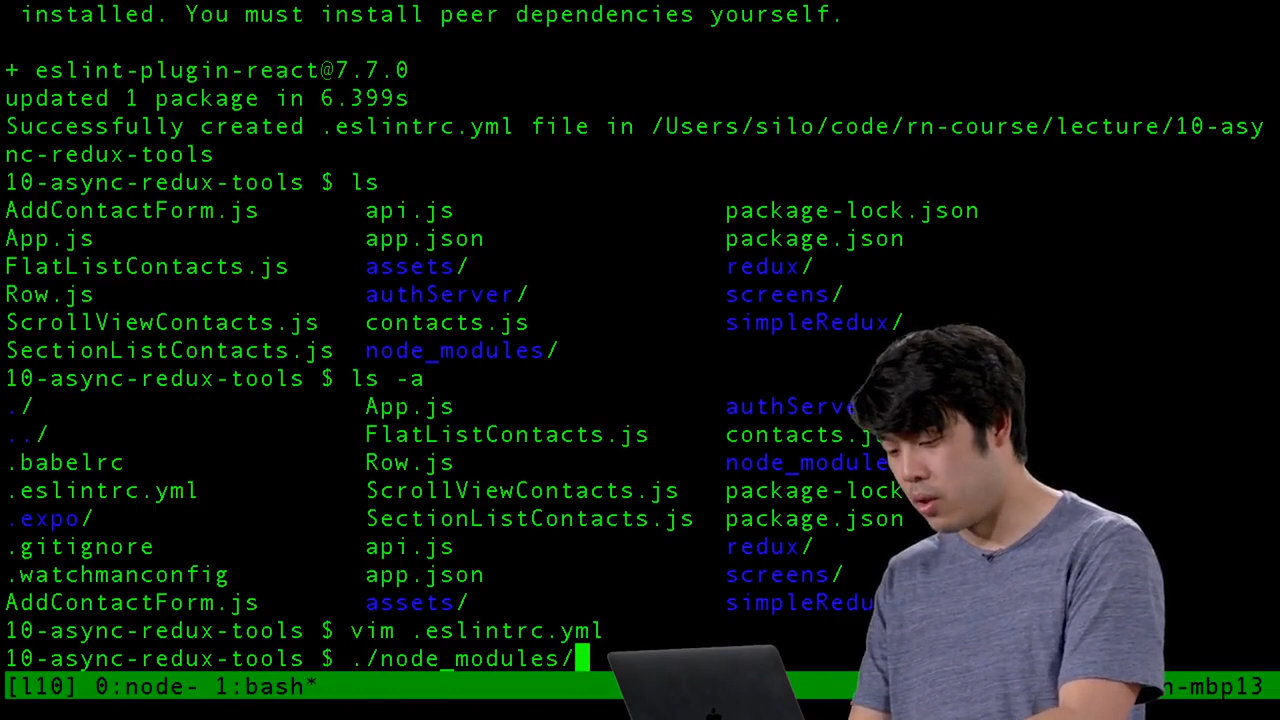 installed. You must install peer dependencies yourself.
+ eslint-plugin-react@7.7.0
updated 1 package in 6.399s
Successfully created .eslintrc.yml file in /Users/silo/code/rn-course/lecture/10-asy
nc-redux-tools
10-async-redux-tools $ ls
AddContactForm.js api.js package-lock.json
App.js app.json package.json
FlatListContacts.js assets/ redux/
Row.js authServer/ screens/
ScrollViewContacts.js contacts.js simpleRedux/
SectionListContacts.js node_modules/
10-async-redux-tools $ ls -a
./ App.js authServe
../ FlatListContacts.js contacts.j
.babelrc Row.js node_module
.eslintrc.yml ScrollViewContacts.js package-lock
.expo/ SectionListContacts.js package.json
.gitignore api.js redux/
.watchmanconfig app.json screens/
AddContactForm.js assets/ simpleRedu
10-async-redux-tools $ vim .eslintrc.yml
10-async-redux-tools $ ./node_modules/
[l10] 0:node- 1:bash* n-mbp13